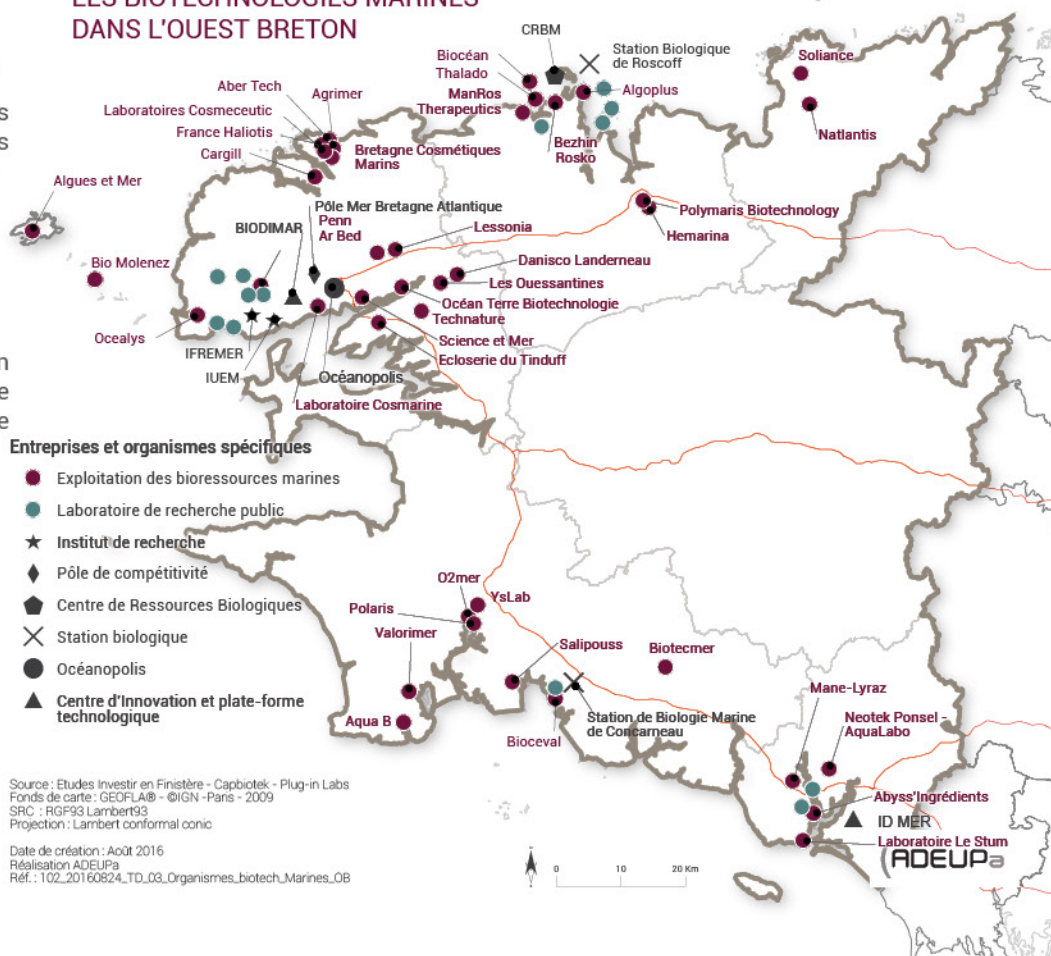 LES BIOTECHNOLOGIES MARINES
DANS L'OUEST BRETON
s
s
n
e
e
CRBM
Station Biologique
de Roscoff
Biocéan
Thalado
ManRos
Therapeutics
Algoplus
Bezhin
Rosko
Soliance
Natlantis
Aber Tech
Agrimer
Laboratoires Cosmeceutic
France Haliotis
Cargill
Bretagne Cosmétiques
Marins
Algues et Mer
Bio Molenez
Ocealys
Pôle Mer Bretagne Atlantique
BIODIMAR
Penn
Ar Bed
Lessonia
Polymaris Biotechnology
Hemarina
Danisco Landerneau
Les Ouessantines
Océan Terre Biotechnologie
Technature
Science et Mer
Ecloserie du Tinduff
IFREMER
IUEM
Océanopolis
Laboratoire Cosmarine
Entreprises et organismes spécifiques
Exploitation des bioressources marines
Laboratoire de recherche public
Institut de recherche
Pôle de compétitivité
Centre de Ressources Biologiques
Station biologique
Océanopolis
Centre d'Innovation et plate-forme
technologique
O2mer
YsLab
Polaris
Valorimer
Aqua B
Salipouss
Biotecmer
Station de Biologie Marine
de Concarneau
Bioceval
Mane-Lyraz
Neotek Ponsel -
AquaLabo
Abyss'Ingrédients
ID MER
Laboratoire Le Stum
ADEUPa
Source : Etudes Investir en Finistère - Capbiotek - Plug-in Labs
Fonds de carte : GEOFLA® - ©IGN -Paris - 2009
SRC : RGF93 Lambert93
Projection : Lambert conformal conic
Date de création : Août 2016
Réalisation ADEUPa
Réf. : 102_20160824_TD_03_Organismes_biotech_Marines_OB
0 10 20 Km